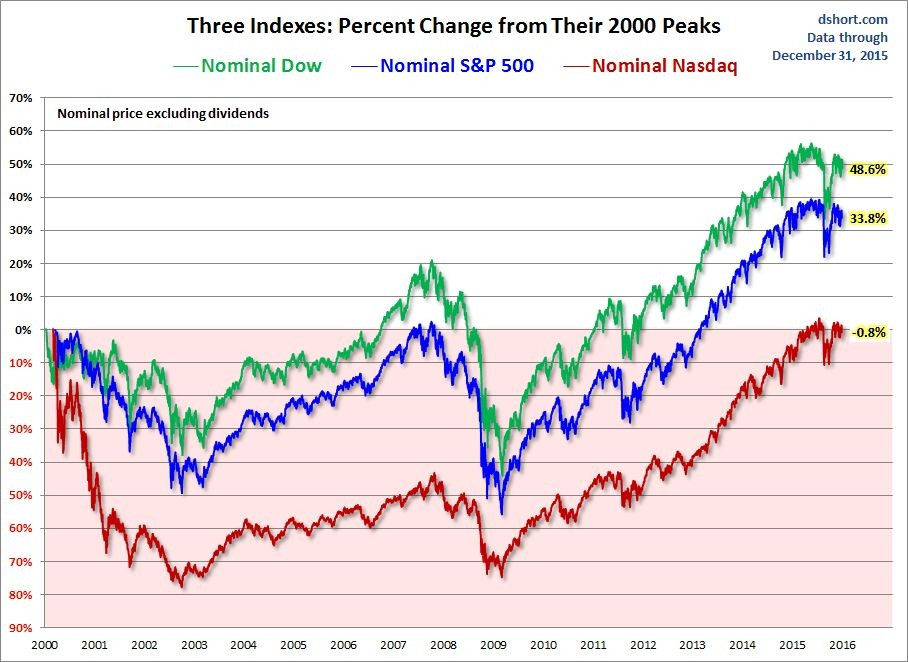 Three Indexes: Percent Change from Their 2000 Peaks
dshort.com
Data through
December 31, 2015
Nominal Dow Nominal S&P 500 Nominal Nasdaq
70%
Nominal price excluding dividends
60%
50%
48.6%
40%
33.8%
30%
20%
10%
0%
-0.8%
10%
20%
30%
40%
50%
60%
70%
80%
90%
2000 2001 2002 2003 2004 2005 2006 2007 2008 2009 2010 2011 2012 2013 2014 2015 2016